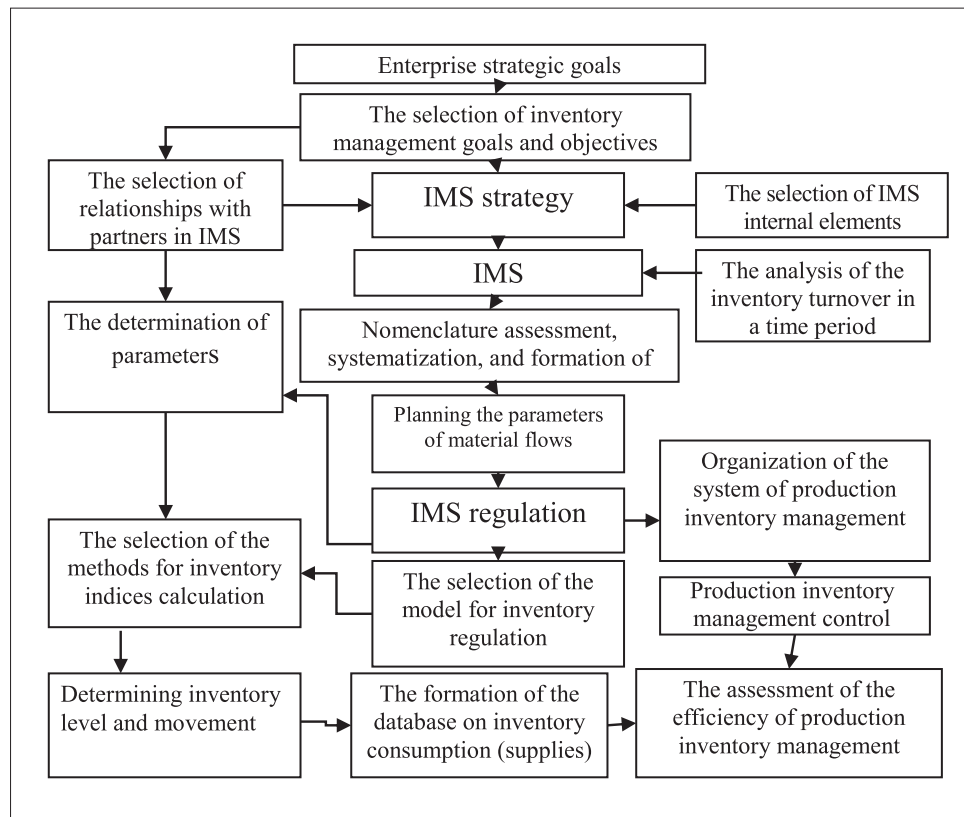 Enterprise strategic goals
The selection of inventory
management goals and objectives
The selection of
relationships with
partners in IMS
IMS strategy
The selection of IMS
internal elements
IMS
The analysis of the
inventory turnover in
a time period
The determination of
parameters
Nomenclature assessment,
systematization, and formation of
Planning the parameters
of material flows
Organization of the
system of production
inventory management
IMS regulation
The selection of the
methods for inventory
indices calculation
The selection of the
model for inventory
regulation
Production inventory
management control
Determining inventory
level and movement
The formation of the
database on inventory
consumption (supplies)
The assessment of the
efficiency of production
inventory management